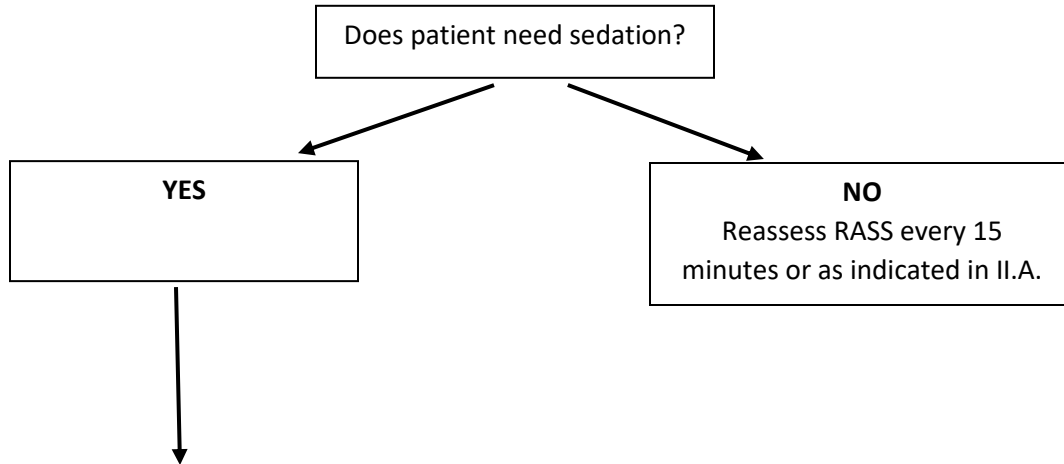 Does patient need sedation?
YES
NO
Reassess RASS every 15
minutes or as indicated in II.A.